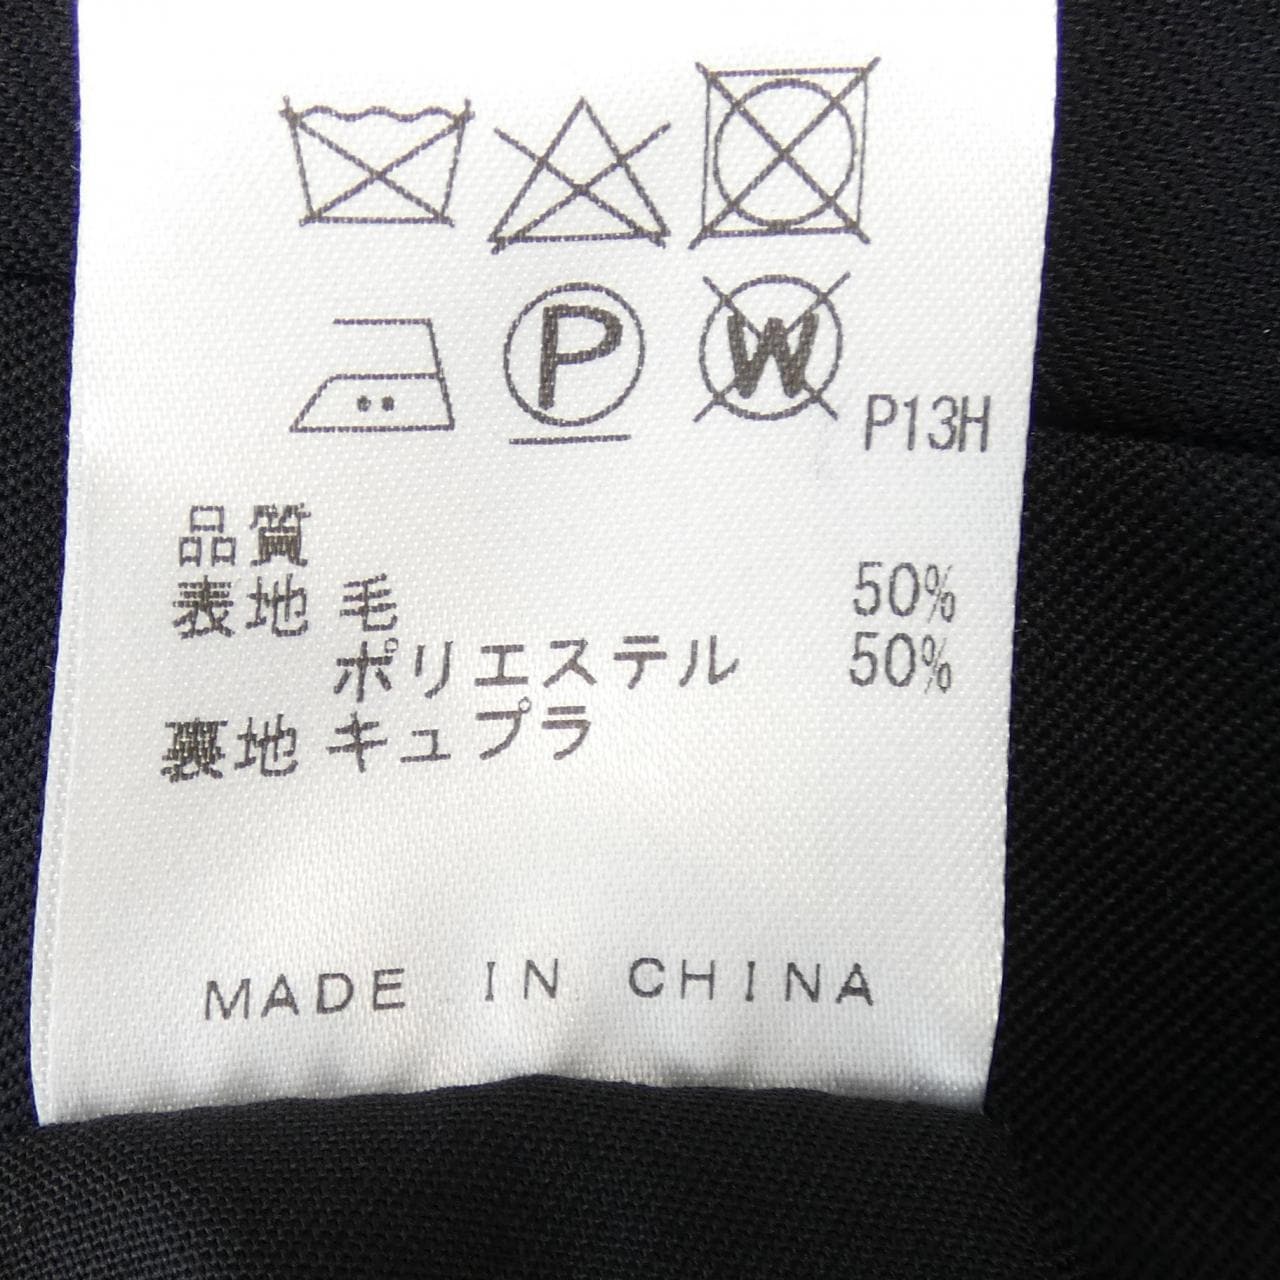 P
W
P13H
品質
表地 毛 50%
ポリエステル 50%
裏地 キュプラ
MADE IN CHINA